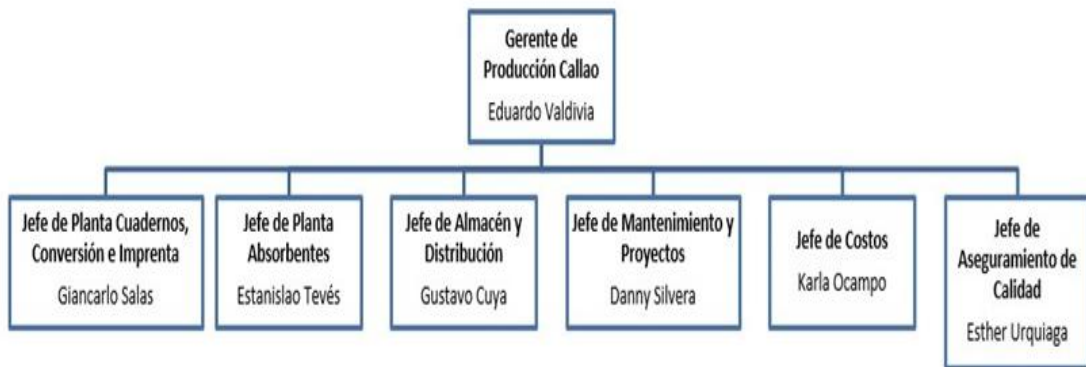 Gerente de
Producción Callao
Eduardo Valdivia
Jefe de Planta Cuadernos,
Conversión e Imprenta
Giancarlo Salas
Jefe de Planta
Absorbentes
Estanislao Tevés
Jefe de Almacén y
Distribución
Gustavo Cuya
Jefe de Mantenimiento y
Proyectos
Danny Silvera
Jefe de Costos
Karla Ocampo
Jefe de
Aseguramiento de
Calidad
Esther Urquiaga